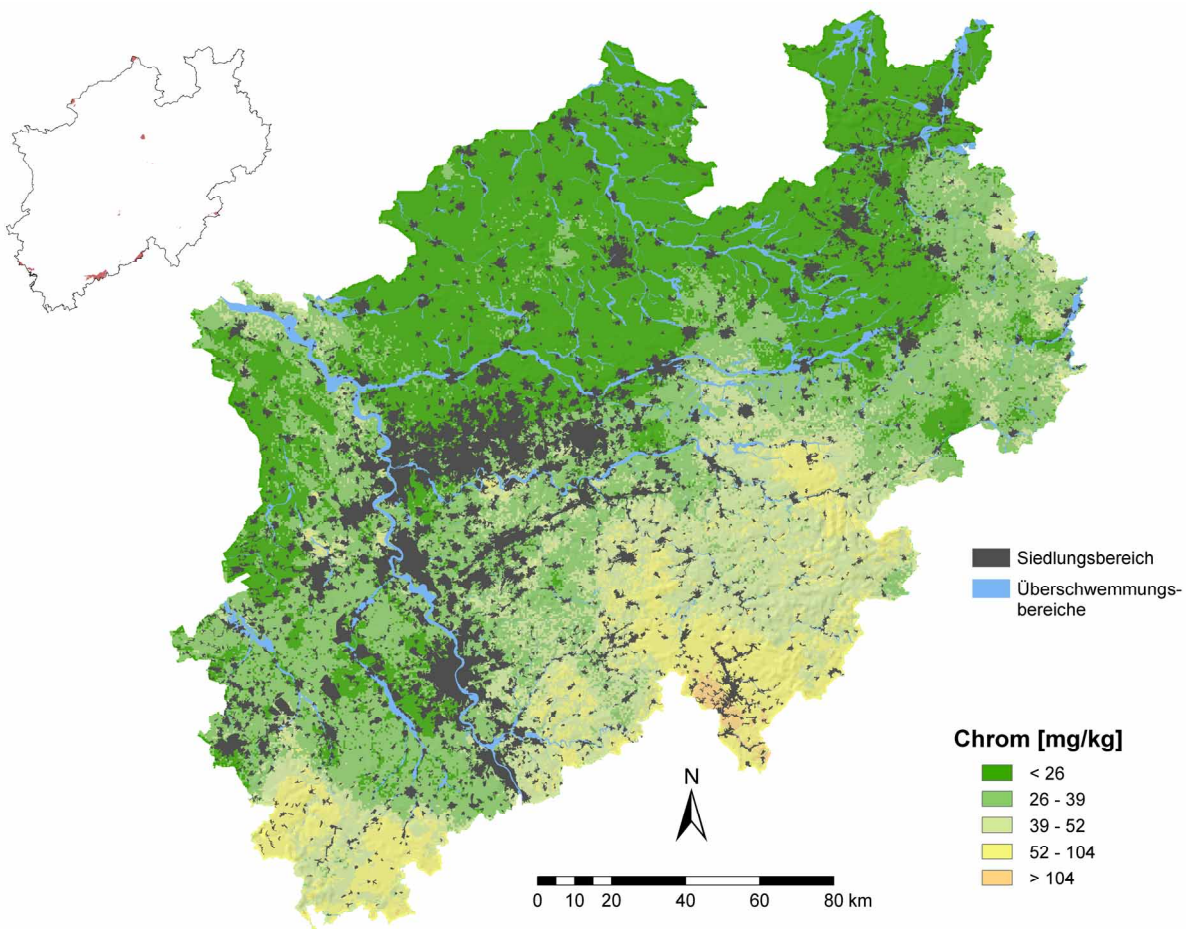 Siedlungsbereich
Überschwemmungs-
bereiche
Chrom [mg/kg]
< 26
26 - 39
39 - 52
52 - 104
> 104
N
0 10 20 40 60 80 km